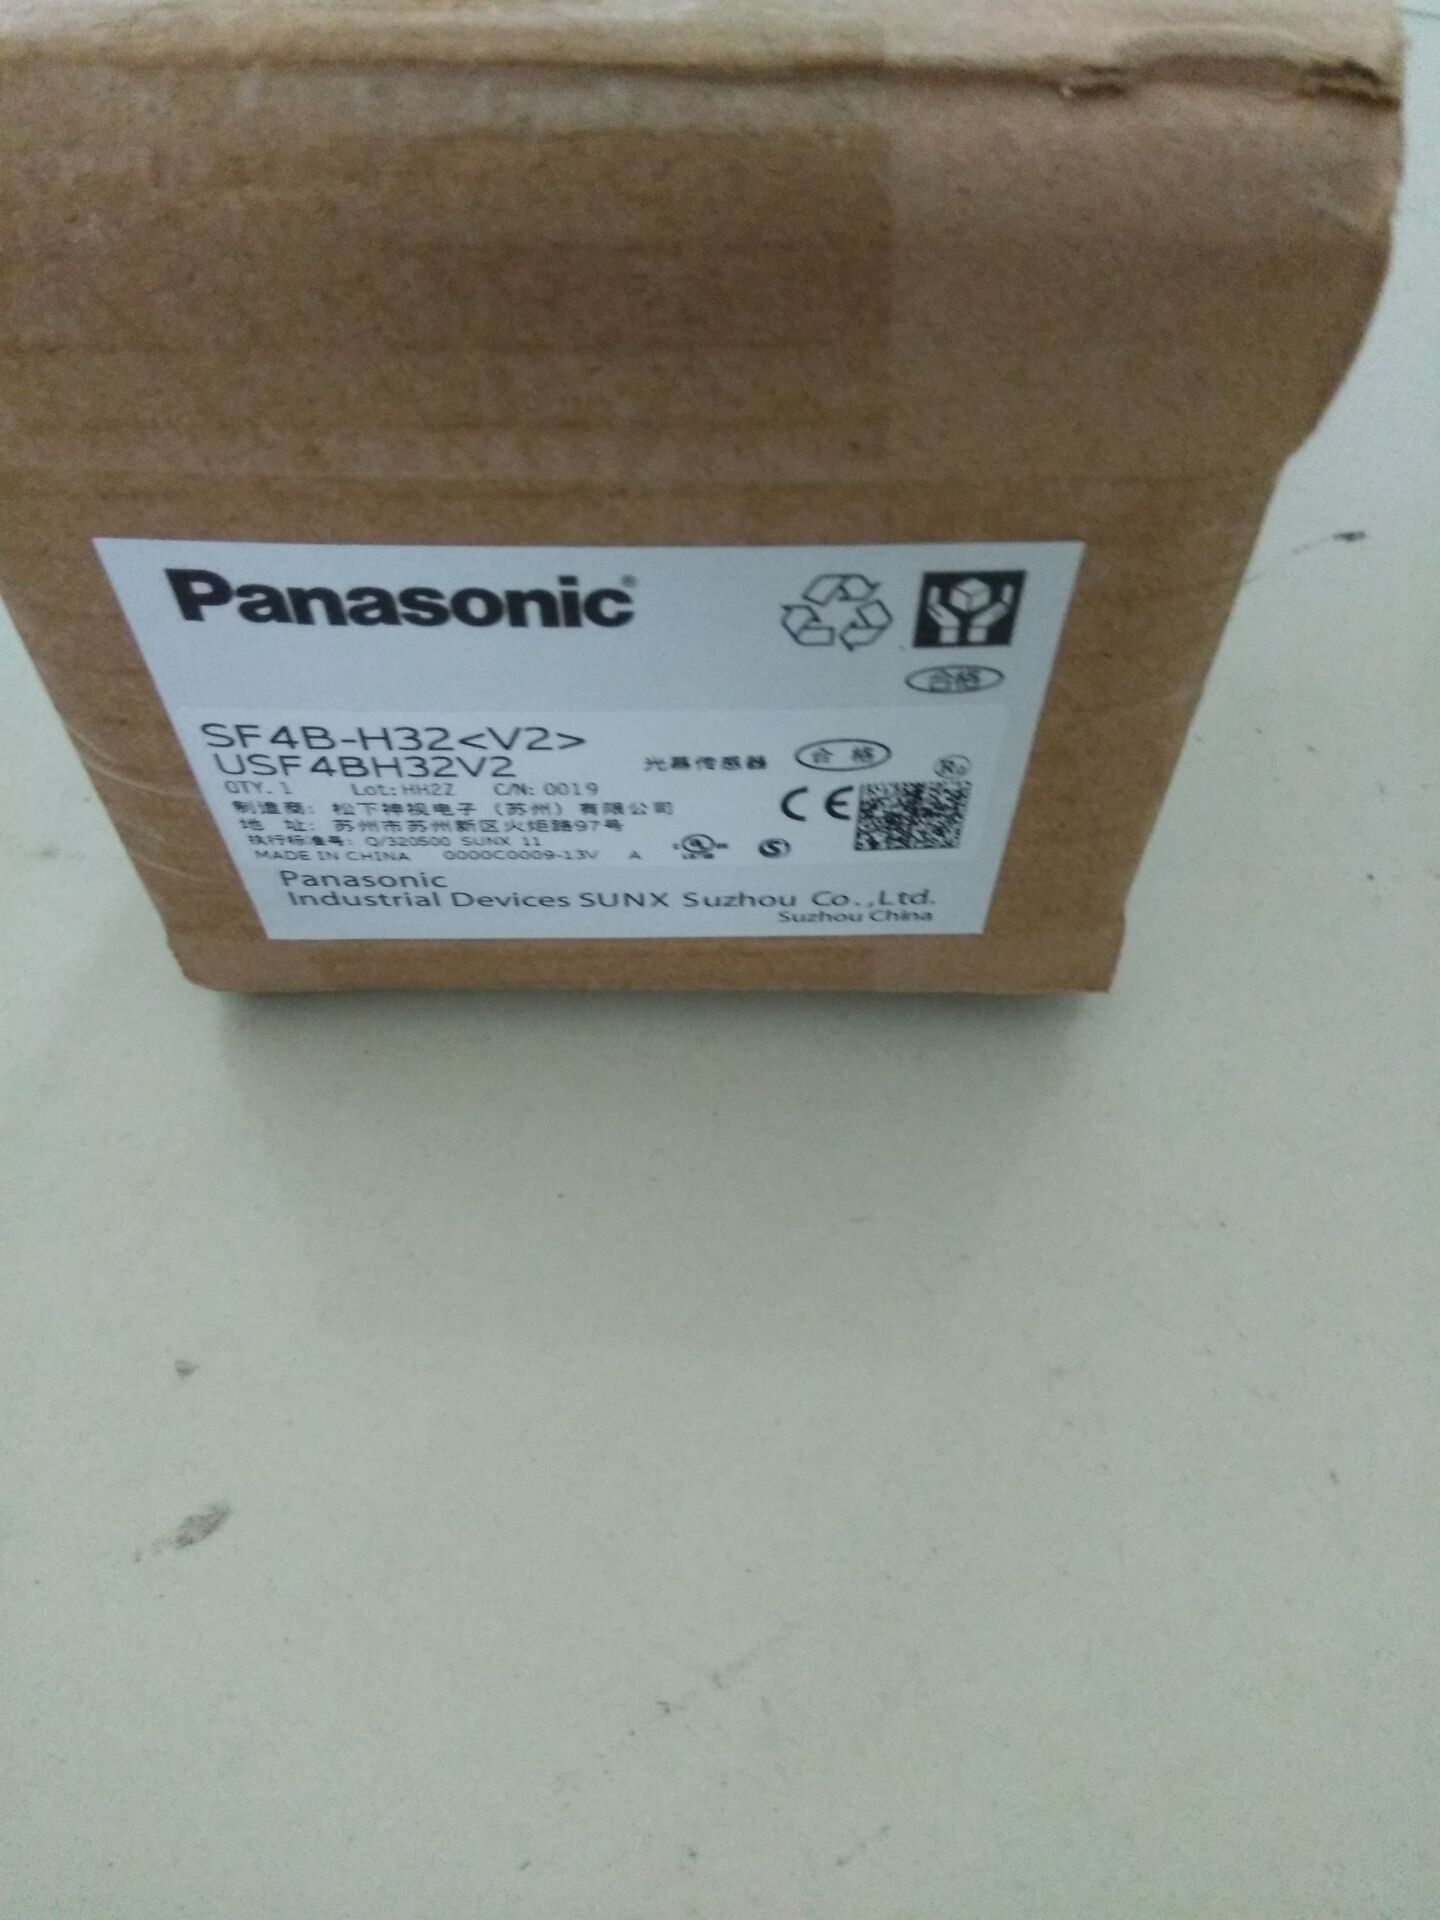 Panasonic®
合格
SF4B-H32<V2>
USF4BH32V2
光幕传感器 合格
QTY. 1 Lot: HH2Z C/N: 0019
制造商: 松下神视电子 (苏州) 有限公司
地 址: 苏州市苏州新区火炬路97号
执行标准号: Q/320500 SUNX 11
MADE IN CHINA 0000C0009-13V A
CE
Panasonic
Industrial Devices SUNX Suzhou Co.,Ltd.
Suzhou China